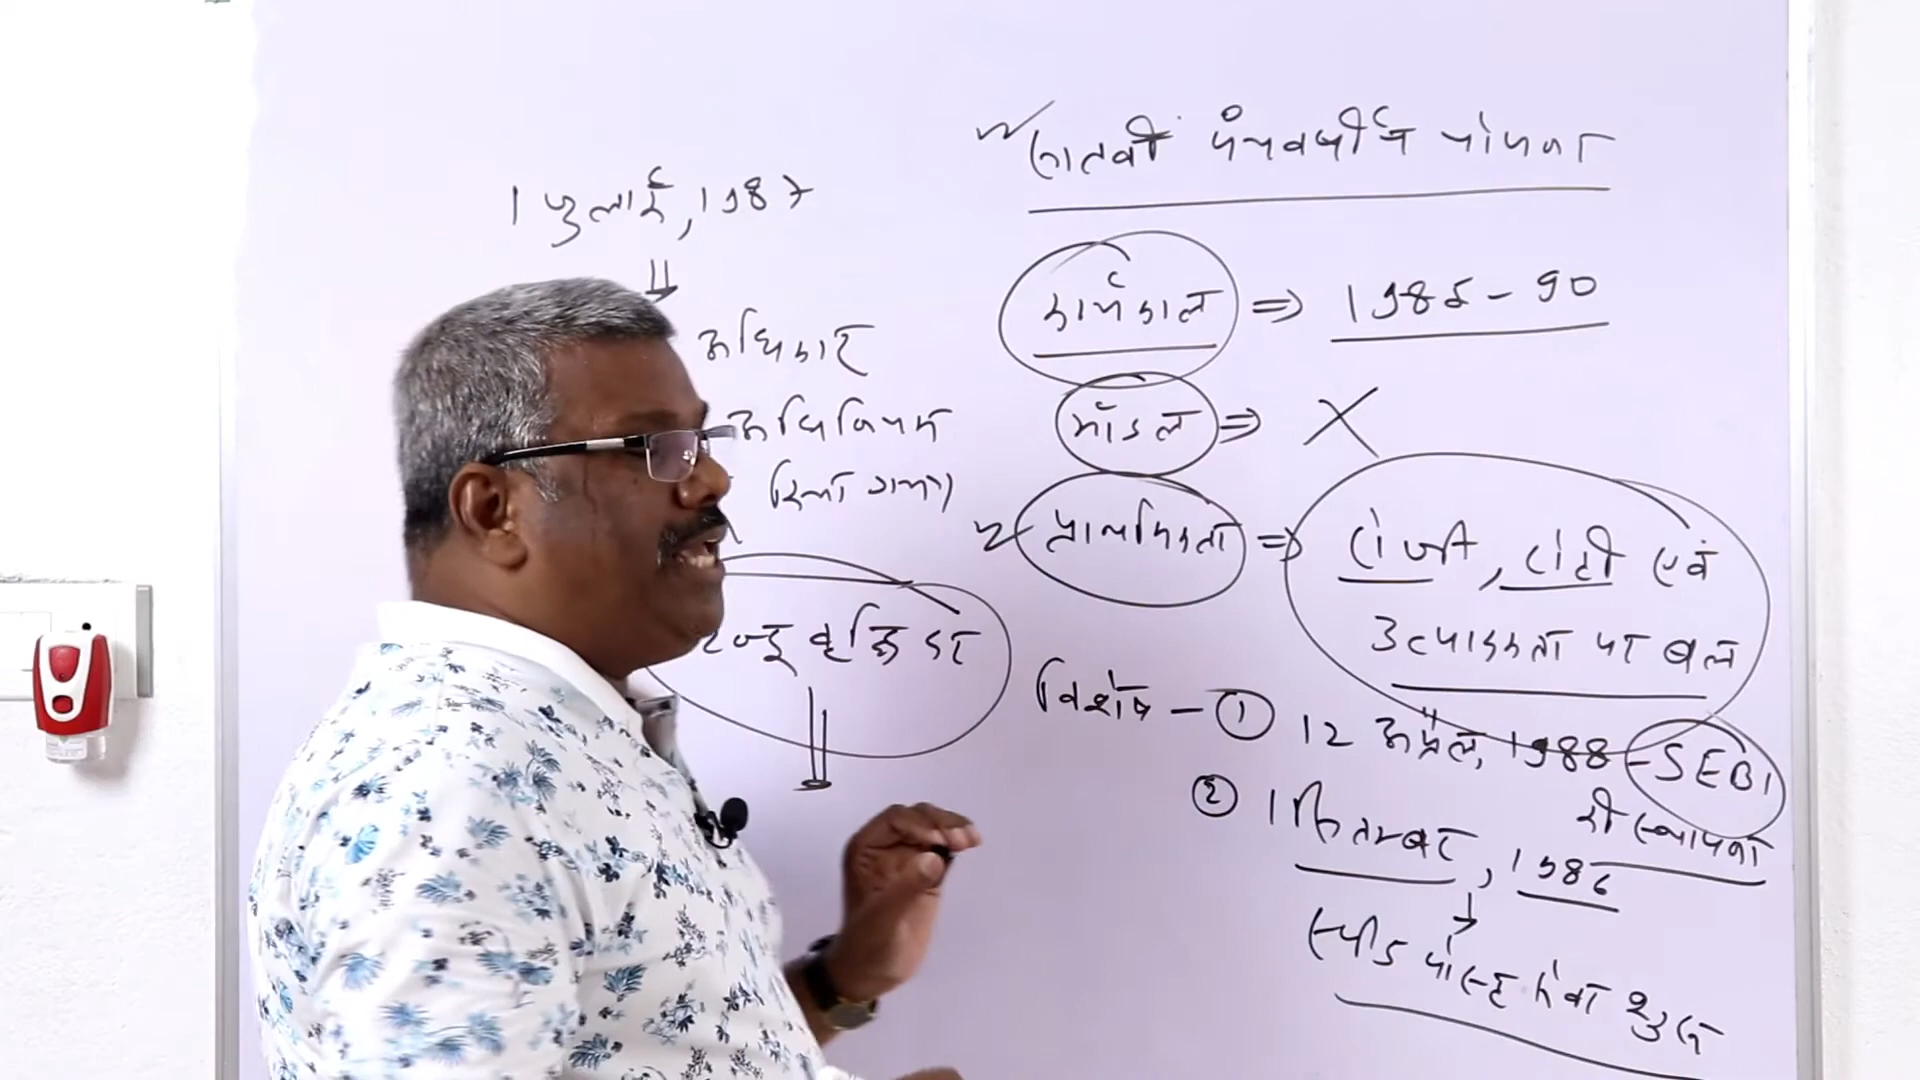 सातवीं पंचवर्षीय योजना
कार्यकाल ⇒ 1985-90
मॉडल ⇒ X
प्राथमिकता ⇒ रोजी, रोटी एवं
उत्पादकता पर बल
विशेष - ① 12 अप्रैल, 1988 - SEBI
की स्थापना
② 1 सितम्बर, 1986
स्पीड पोस्ट सेवा शुरू
1 जुलाई, 1987
अधिकार
अधिनियम
किया गया
वृद्धि दर